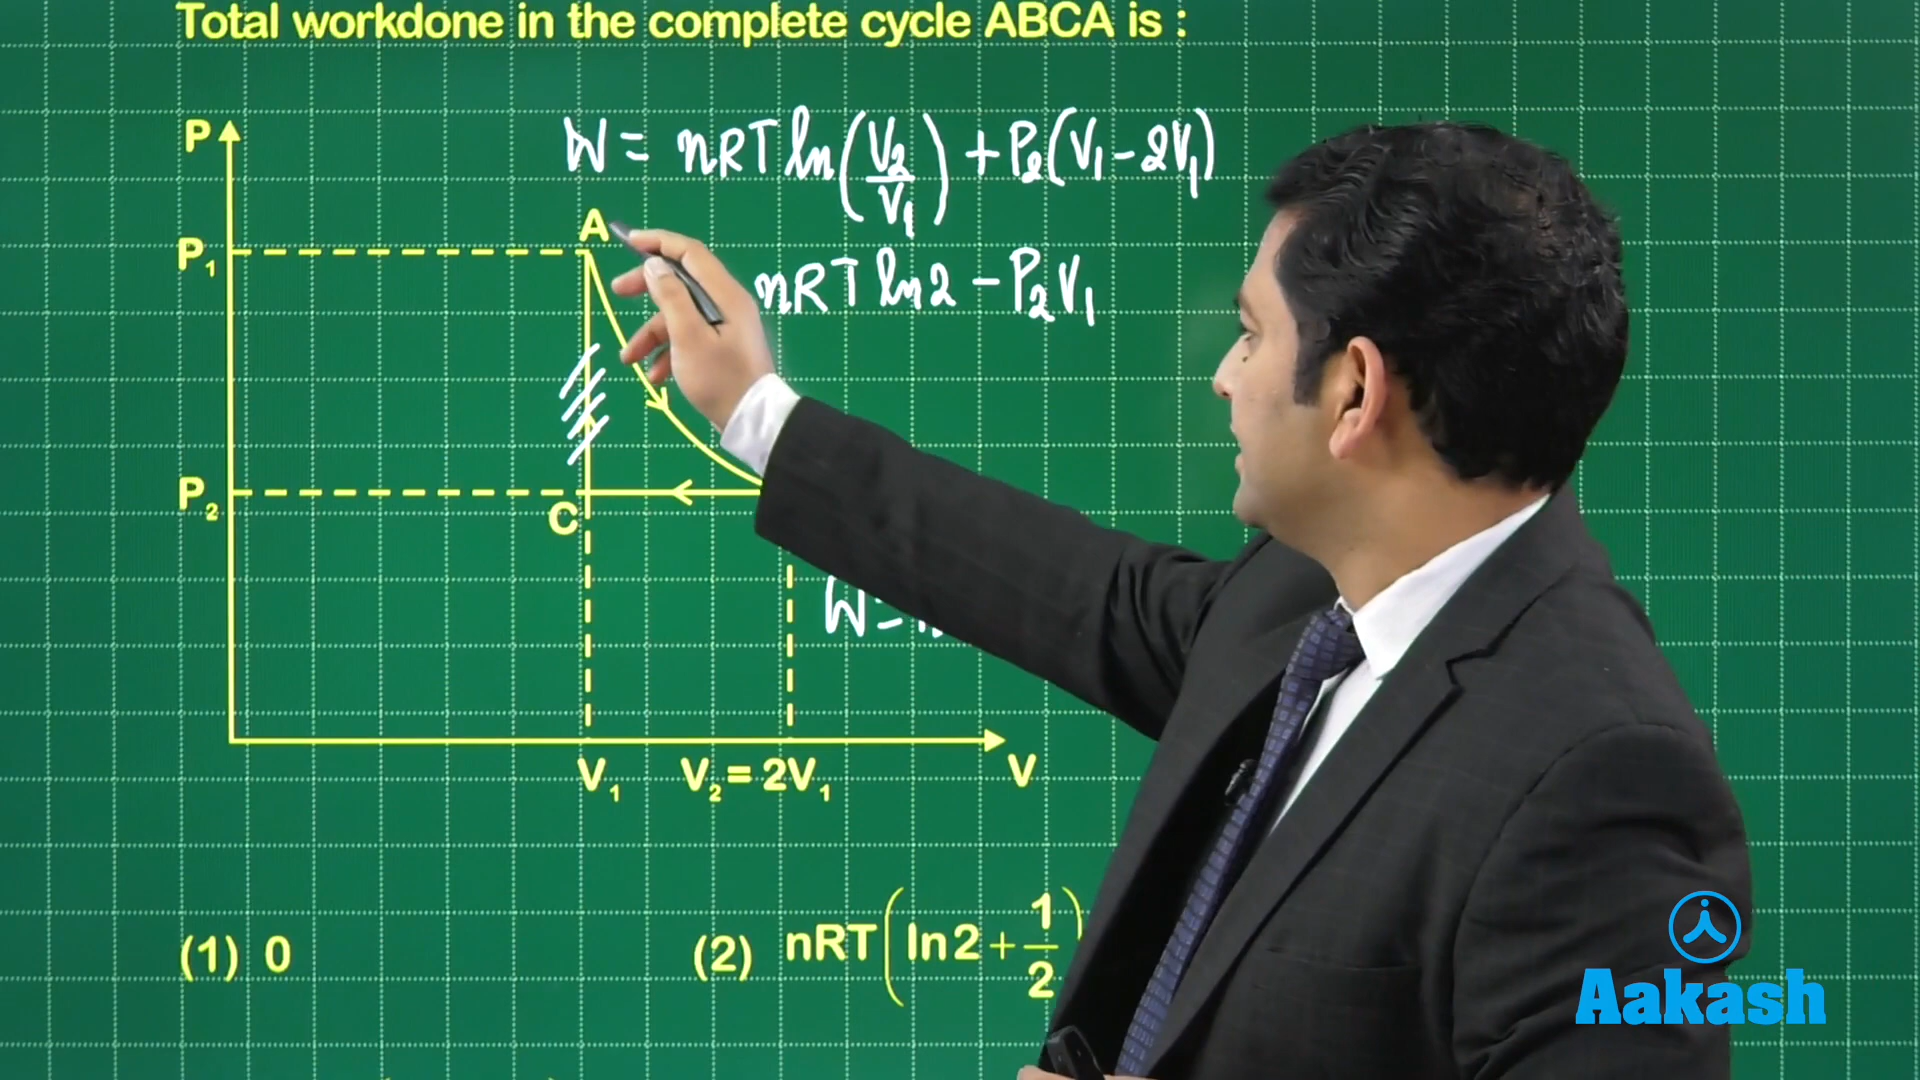 Total workdone in the complete cycle ABCA is :
W = nRT ln(V₂/V₁) + P₂(V₁ - 2V₁)
nRT ln2 - P₂V₁
P
A
P₁
P₂
C
W =
V₁
V₂ = 2V₁
V
(1) 0
(2) nRT(ln2 + 1/2)
Aakash